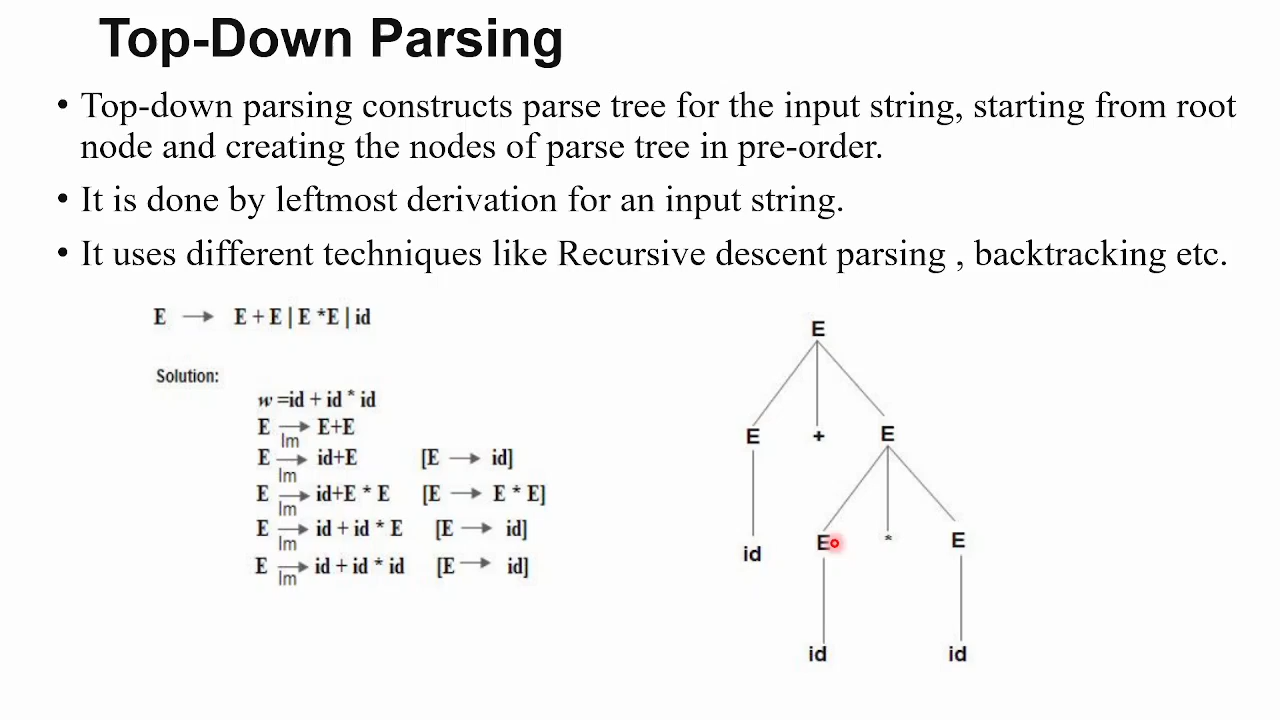 Top-Down Parsing
• Top-down parsing constructs parse tree for the input string, starting from root
node and creating the nodes of parse tree in pre-order.
• It is done by leftmost derivation for an input string.
• It uses different techniques like Recursive descent parsing , backtracking etc.
E → E + E | E *E | id
Solution:
w =id + id * id
E → E+E
lm
E → id+E [E → id]
lm
E → id+E * E [E → E * E]
lm
E → id + id * E [E → id]
lm
E → id + id * id [E → id]
lm
E
E + E
id E * E
id id